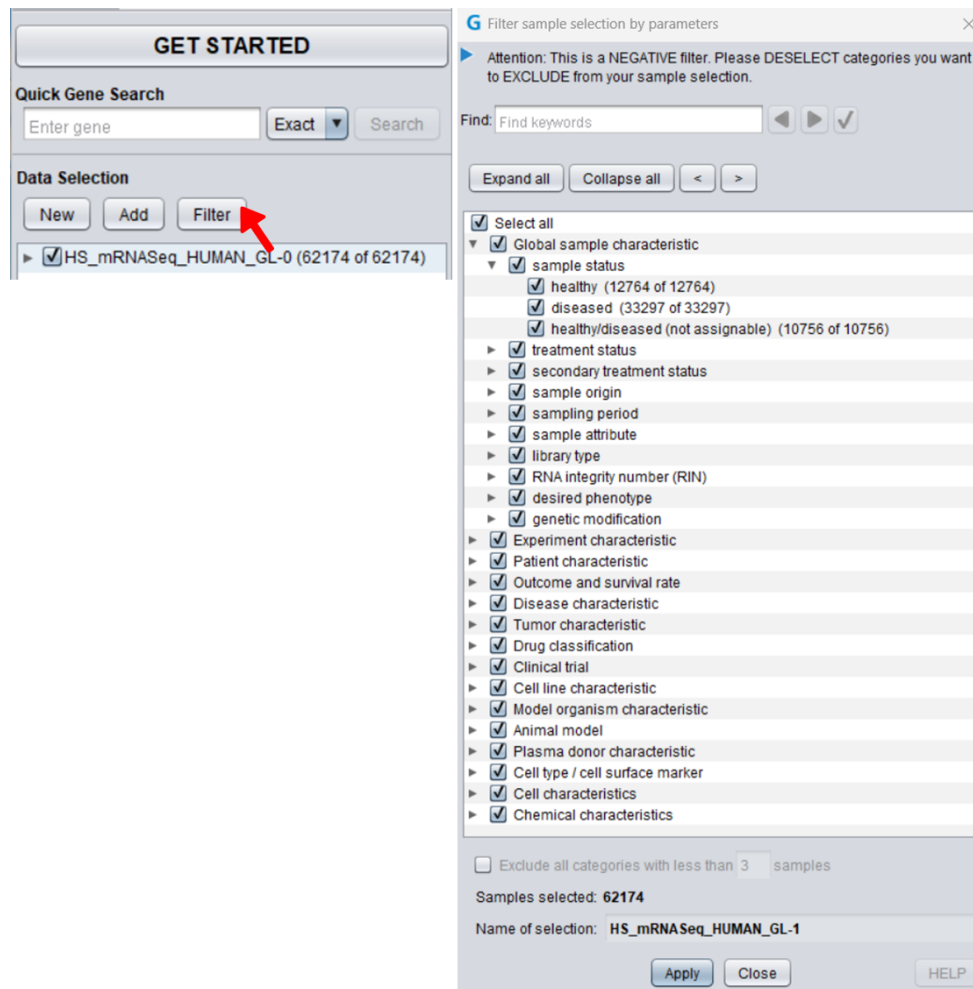 GET STARTED
Quick Gene Search
Enter gene
Exact
Search
Data Selection
New
Add
Filter
HS_mRNASeq_HUMAN_GL-0 (62174 of 62174)
G Filter sample selection by parameters
Attention: This is a NEGATIVE filter. Please DESELECT categories you want
to EXCLUDE from your sample selection.
Find: Find keywords
Expand all
Collapse all
<
>
Select all
Global sample characteristic
sample status
healthy (12764 of 12764)
diseased (33297 of 33297)
healthy/diseased (not assignable) (10756 of 10756)
treatment status
secondary treatment status
sample origin
sampling period
sample attribute
library type
RNA integrity number (RIN)
desired phenotype
genetic modification
Experiment characteristic
Patient characteristic
Outcome and survival rate
Disease characteristic
Tumor characteristic
Drug classification
Clinical trial
Cell line characteristic
Model organism characteristic
Animal model
Plasma donor characteristic
Cell type / cell surface marker
Cell characteristics
Chemical characteristics
Exclude all categories with less than 3 samples
Samples selected: 62174
Name of selection: HS_mRNASeq_HUMAN_GL-1
Apply
Close
HELP